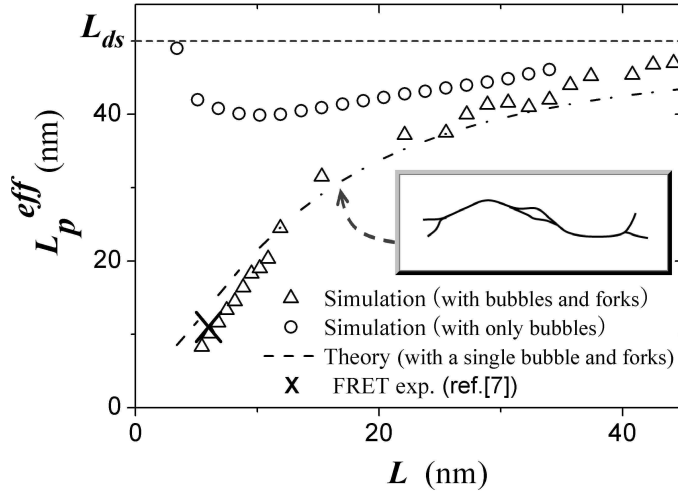 L_ds
40
20
0
L_p^eff (nm)
△ Simulation (with bubbles and forks)
○ Simulation (with only bubbles)
Theory (with a single bubble and forks)
X FRET exp. (ref.[7])
0 20 40
L (nm)